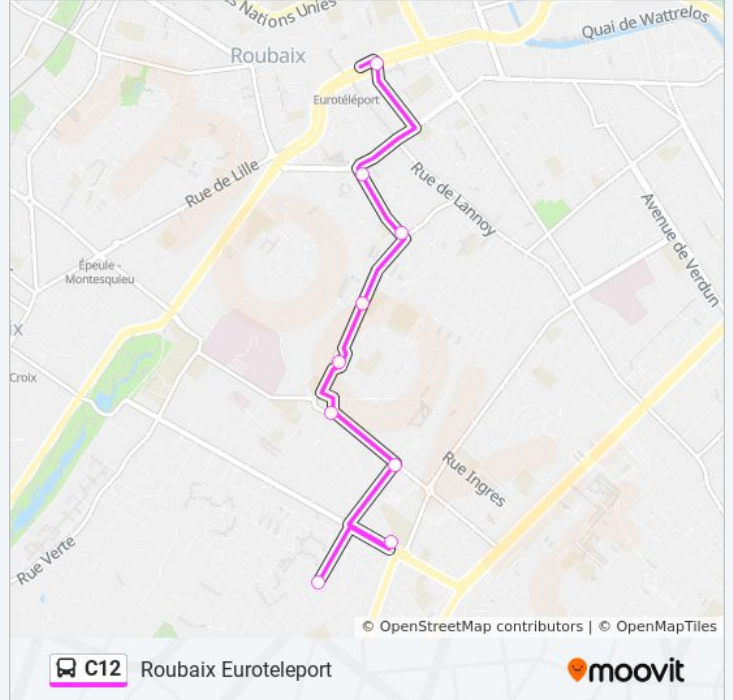 s Nations Unies
Quai de Wattrelos
Roubaix
Eurotéléport
Rue de Lille
Rue de Lannoy
Avenue de Verdun
Épeule -
Montesquieu
ix
Croix
Rue Ingres
Rue Verte
© OpenStreetMap contributors | © OpenMapTiles
C12 Roubaix Euroteleport moovit